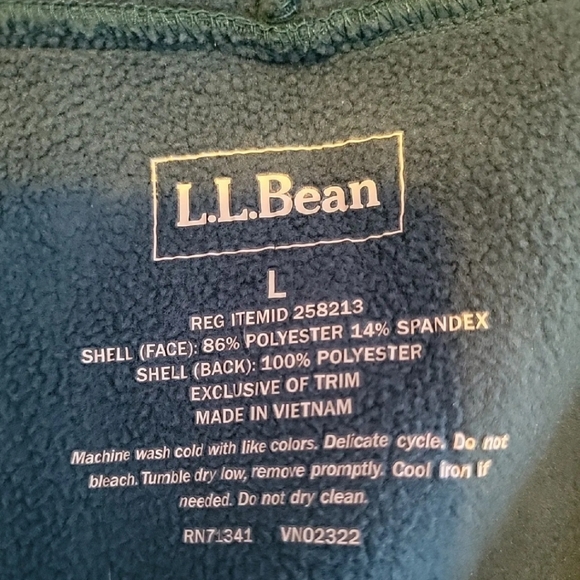 L.L.Bean
L
REG ITEMID 258213
SHELL (FACE): 86% POLYESTER 14% SPANDEX
SHELL (BACK): 100% POLYESTER
EXCLUSIVE OF TRIM
MADE IN VIETNAM
Machine wash cold with like colors. Delicate cycle. Do not
bleach. Tumble dry low, remove promptly. Cool iron if
needed. Do not dry clean.
RN71341 VN02322